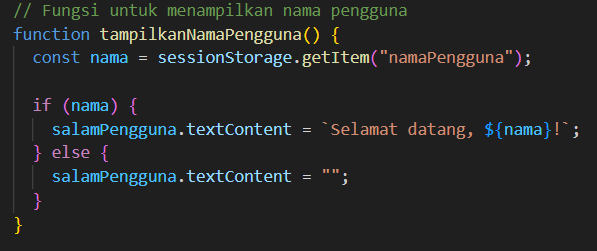 // Fungsi untuk menampilkan nama pengguna
function tampilkanNamaPengguna() {
  const nama = sessionStorage.getItem("namaPengguna");

  if (nama) {
    salamPengguna.textContent = `Selamat datang, ${nama}!`;
  } else {
    salamPengguna.textContent = "";
  }
}